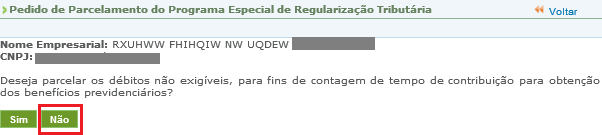 Pedido de Parcelamento do Programa Especial de Regularização Tributária
Voltar
Nome Empresarial: RXUHWW FHIHQIW NW UQDEW
CNPJ:
Deseja parcelar os débitos não exigíveis, para fins de contagem de tempo de contribuição para obtenção
dos benefícios previdenciários?
Sim Não